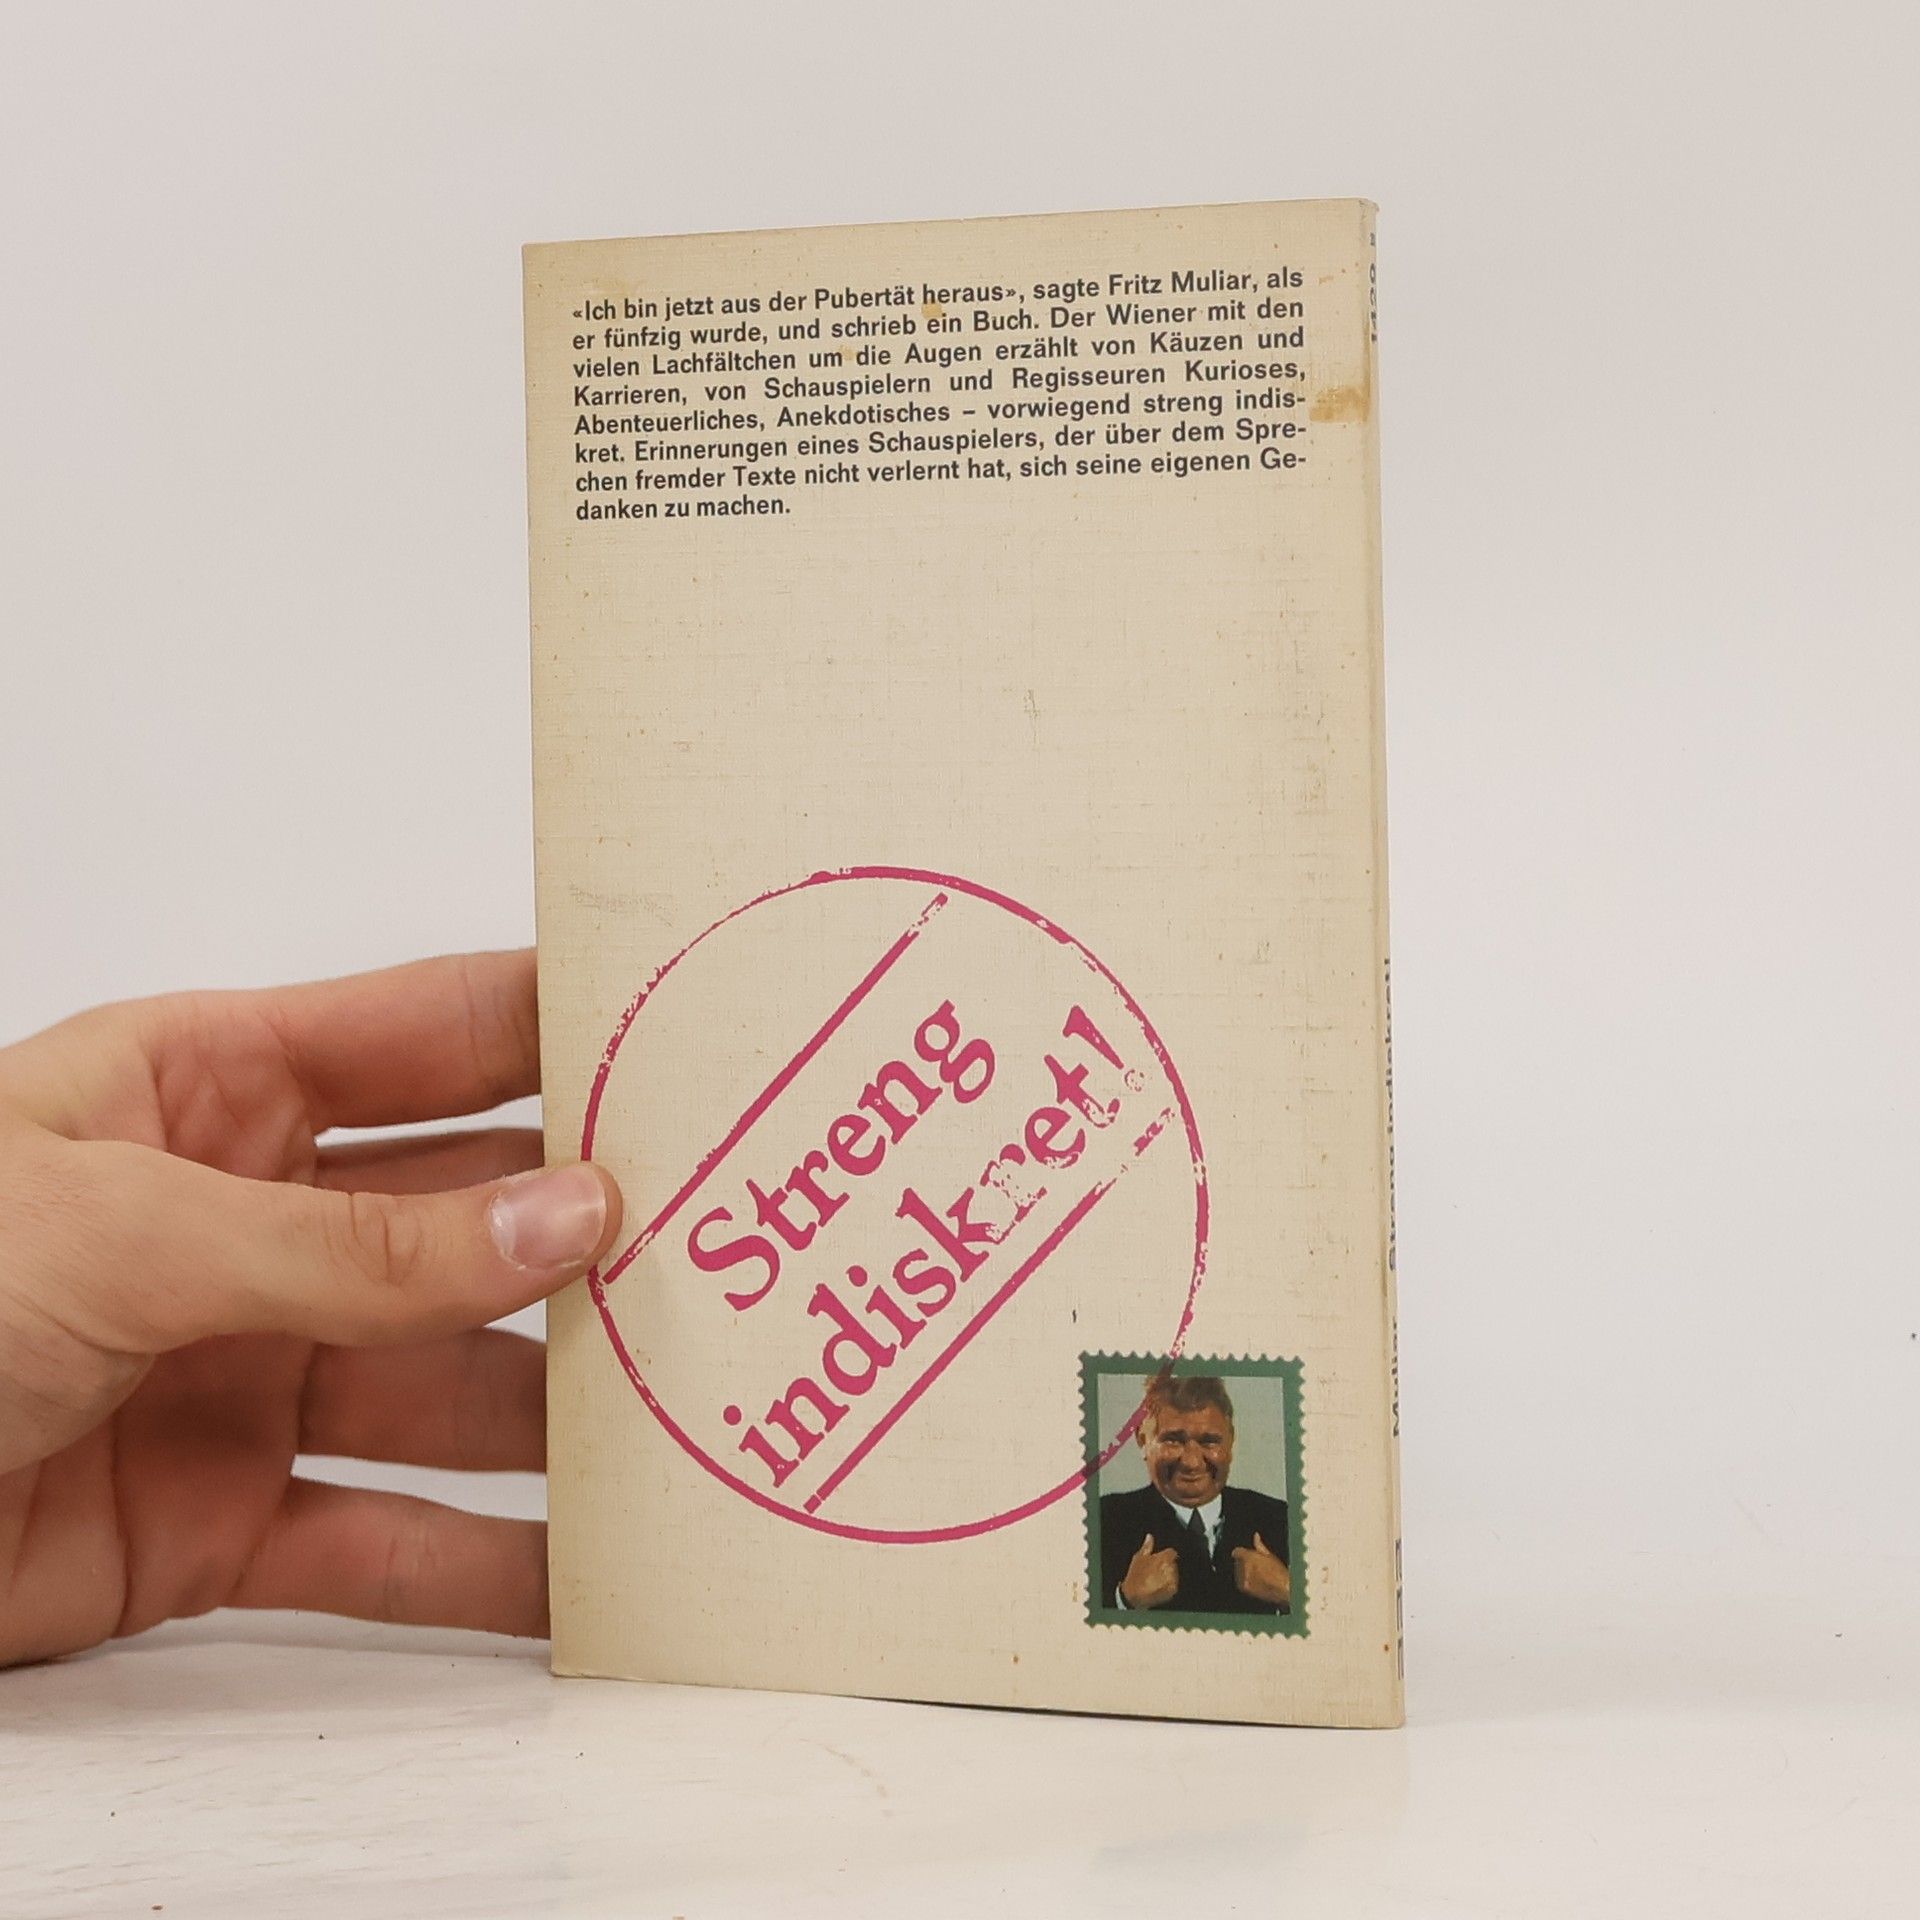 «Ich bin jetzt aus der Pubertät heraus», sagte Fritz Muliar, als
er fünfzig wurde, und schrieb ein Buch. Der Wiener mit den
vielen Lachfältchen um die Augen erzählt von Käuzen und
Karrieren, von Schauspielern und Regisseuren Kurioses,
Abenteuerliches, Anekdotisches – vorwiegend streng indis-
kret. Erinnerungen eines Schauspielers, der über dem Spre-
chen fremder Texte nicht verlernt hat, sich seine eigenen Ge-
danken zu machen.
Streng
indiskret!
Muliar Streng indiskret!